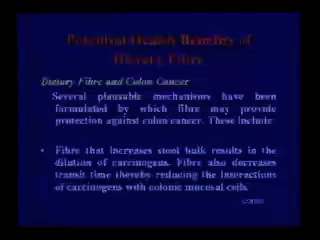 Potential Health Benefits of
Dietary Fibre
Dietary Fibre and Colon Cancer
Several plausable mechanisms have been
formulated by which fibre may provide
protection against colon cancer. These include:
• Fibre that increases stool bulk results in the
dilution of carcinogens. Fibre also decreases
transit time thereby reducing the interactions
of carcinogens with colonic mucosal cells.